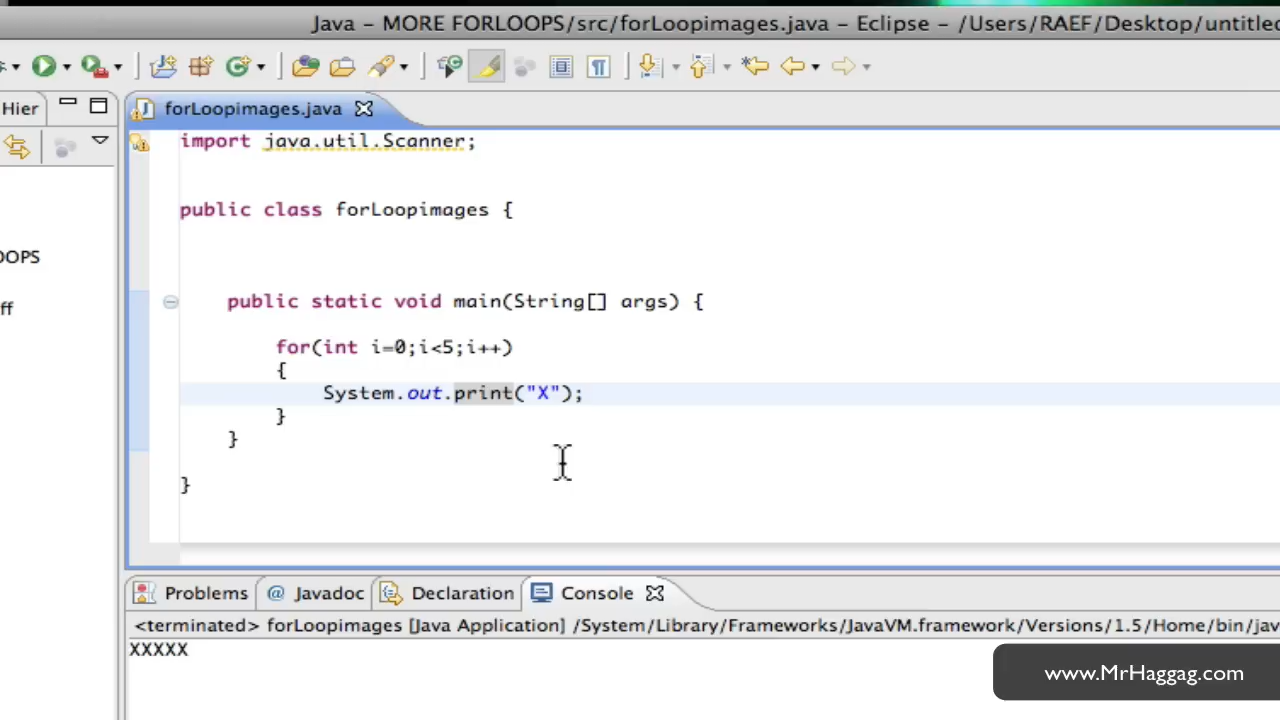 Java – MORE FORLOOPS/src/forLoopimages.java – Eclipse – /Users/RAEF/Desktop/untitled
Hier
forLoopimages.java
import java.util.Scanner;
public class forLoopimages {
OOPS
public static void main(String[] args) {
ff
for(int i=0;i<5;i++)
{
System.out.print("X");
}
}
}
Problems @ Javadoc Declaration Console
<terminated> forLoopimages [Java Application] /System/Library/Frameworks/JavaVM.framework/Versions/1.5/Home/bin/jav
XXXXX
www.MrHaggag.com